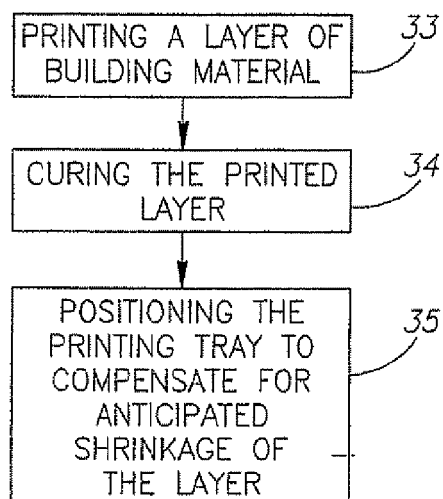 PRINTING A LAYER OF
BUILDING MATERIAL
33
CURING THE PRINTED
LAYER
34
POSITIONING THE
PRINTING TRAY TO
COMPENSATE FOR
ANTICIPATED
SHRINKAGE OF
THE LAYER
35